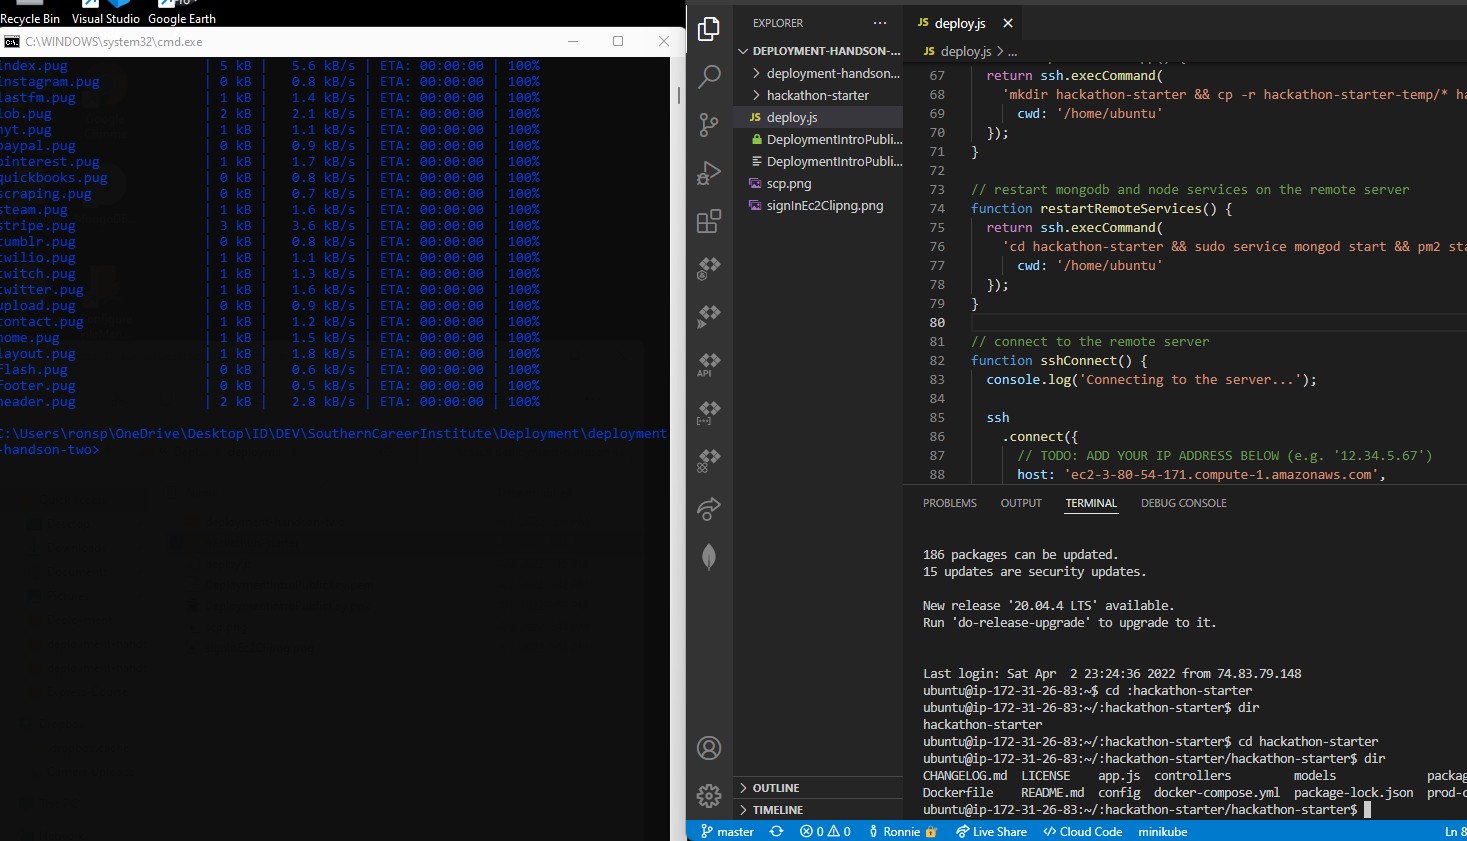 Recycle Bin Visual Studio Google Earth
C:\WINDOWS\system32\cmd.exe
index.pug | 5 kB | 5.6 kB/s | ETA: 00:00:00 | 100%
instagram.pug | 0 kB | 0.8 kB/s | ETA: 00:00:00 | 100%
lastfm.pug | 1 kB | 1.4 kB/s | ETA: 00:00:00 | 100%
lob.pug | 2 kB | 2.1 kB/s | ETA: 00:00:00 | 100%
nyt.pug | 1 kB | 1.1 kB/s | ETA: 00:00:00 | 100%
paypal.pug | 0 kB | 0.9 kB/s | ETA: 00:00:00 | 100%
pinterest.pug | 1 kB | 1.7 kB/s | ETA: 00:00:00 | 100%
quickbooks.pug | 0 kB | 0.8 kB/s | ETA: 00:00:00 | 100%
scraping.pug | 0 kB | 0.7 kB/s | ETA: 00:00:00 | 100%
steam.pug | 1 kB | 1.6 kB/s | ETA: 00:00:00 | 100%
stripe.pug | 3 kB | 3.6 kB/s | ETA: 00:00:00 | 100%
tumblr.pug | 0 kB | 0.8 kB/s | ETA: 00:00:00 | 100%
twilio.pug | 1 kB | 1.1 kB/s | ETA: 00:00:00 | 100%
twitch.pug | 1 kB | 1.3 kB/s | ETA: 00:00:00 | 100%
twitter.pug | 1 kB | 1.6 kB/s | ETA: 00:00:00 | 100%
upload.pug | 0 kB | 0.9 kB/s | ETA: 00:00:00 | 100%
contact.pug | 1 kB | 1.2 kB/s | ETA: 00:00:00 | 100%
home.pug | 1 kB | 1.5 kB/s | ETA: 00:00:00 | 100%
layout.pug | 1 kB | 1.8 kB/s | ETA: 00:00:00 | 100%
flash.pug | 0 kB | 0.6 kB/s | ETA: 00:00:00 | 100%
footer.pug | 0 kB | 0.5 kB/s | ETA: 00:00:00 | 100%
header.pug | 2 kB | 2.8 kB/s | ETA: 00:00:00 | 100%
C:\Users\ronsp\OneDrive\Desktop\ID\DEV\SouthernCareerInstitute\Deployment\deployment
-handson-two>
EXPLORER ...
DEPLOYMENT-HANDSON-...
deployment-handson...
hackathon-starter
JS deploy.js
DeploymentIntroPubli...
DeploymentIntroPubli...
scp.png
signInEc2Clipng.png
OUTLINE
TIMELINE
API
JS deploy.js
JS deploy.js > ...
67 return ssh.execCommand(
68 'mkdir hackathon-starter && cp -r hackathon-starter-temp/* ha
69 cwd: '/home/ubuntu'
70 });
71 }
72
73 // restart mongodb and node services on the remote server
74 function restartRemoteServices() {
75 return ssh.execCommand(
76 'cd hackathon-starter && sudo service mongod start && pm2 sta
77 cwd: '/home/ubuntu'
78 });
79 }
80
81 // connect to the remote server
82 function sshConnect() {
83 console.log('Connecting to the server...');
84
85 ssh
86 .connect({
87 // TODO: ADD YOUR IP ADDRESS BELOW (e.g. '12.34.5.67')
88 host: 'ec2-3-80-54-171.compute-1.amazonaws.com',
PROBLEMS OUTPUT TERMINAL DEBUG CONSOLE
186 packages can be updated.
15 updates are security updates.
New release '20.04.4 LTS' available.
Run 'do-release-upgrade' to upgrade to it.
Last login: Sat Apr  2 23:24:36 2022 from 74.83.79.148
ubuntu@ip-172-31-26-83:~$ cd :hackathon-starter
ubuntu@ip-172-31-26-83:~/:hackathon-starter$ dir
hackathon-starter
ubuntu@ip-172-31-26-83:~/:hackathon-starter$ cd hackathon-starter
ubuntu@ip-172-31-26-83:~/:hackathon-starter/hackathon-starter$ dir
CHANGELOG.md LICENSE app.js controllers models packag
Dockerfile README.md config docker-compose.yml package-lock.json prod-c
ubuntu@ip-172-31-26-83:~/:hackathon-starter/hackathon-starter$
master 0 0 Ronnie Live Share Cloud Code minikube Ln 8